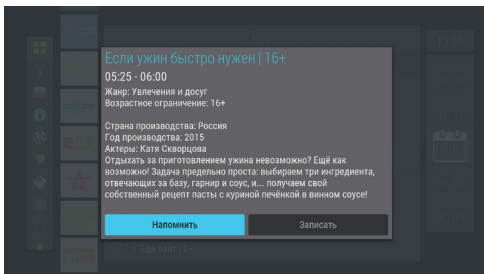 Если ужин быстро нужен | 16+
05:25 - 06:00
Жанр: Увлечения и досуг
Возрастное ограничение: 16+
Страна производства: Россия
Год производства: 2015
Актеры: Катя Скворцова
Отдыхать за приготовлением ужина невозможно? Ещё как
возможно! Задача предельно проста: выбираем три ингредиента,
отвечающих за базу, гарнир и соус, и... получаем свой
собственный рецепт пасты с куриной печёнкой в винном соусе!
Напомнить
Записать